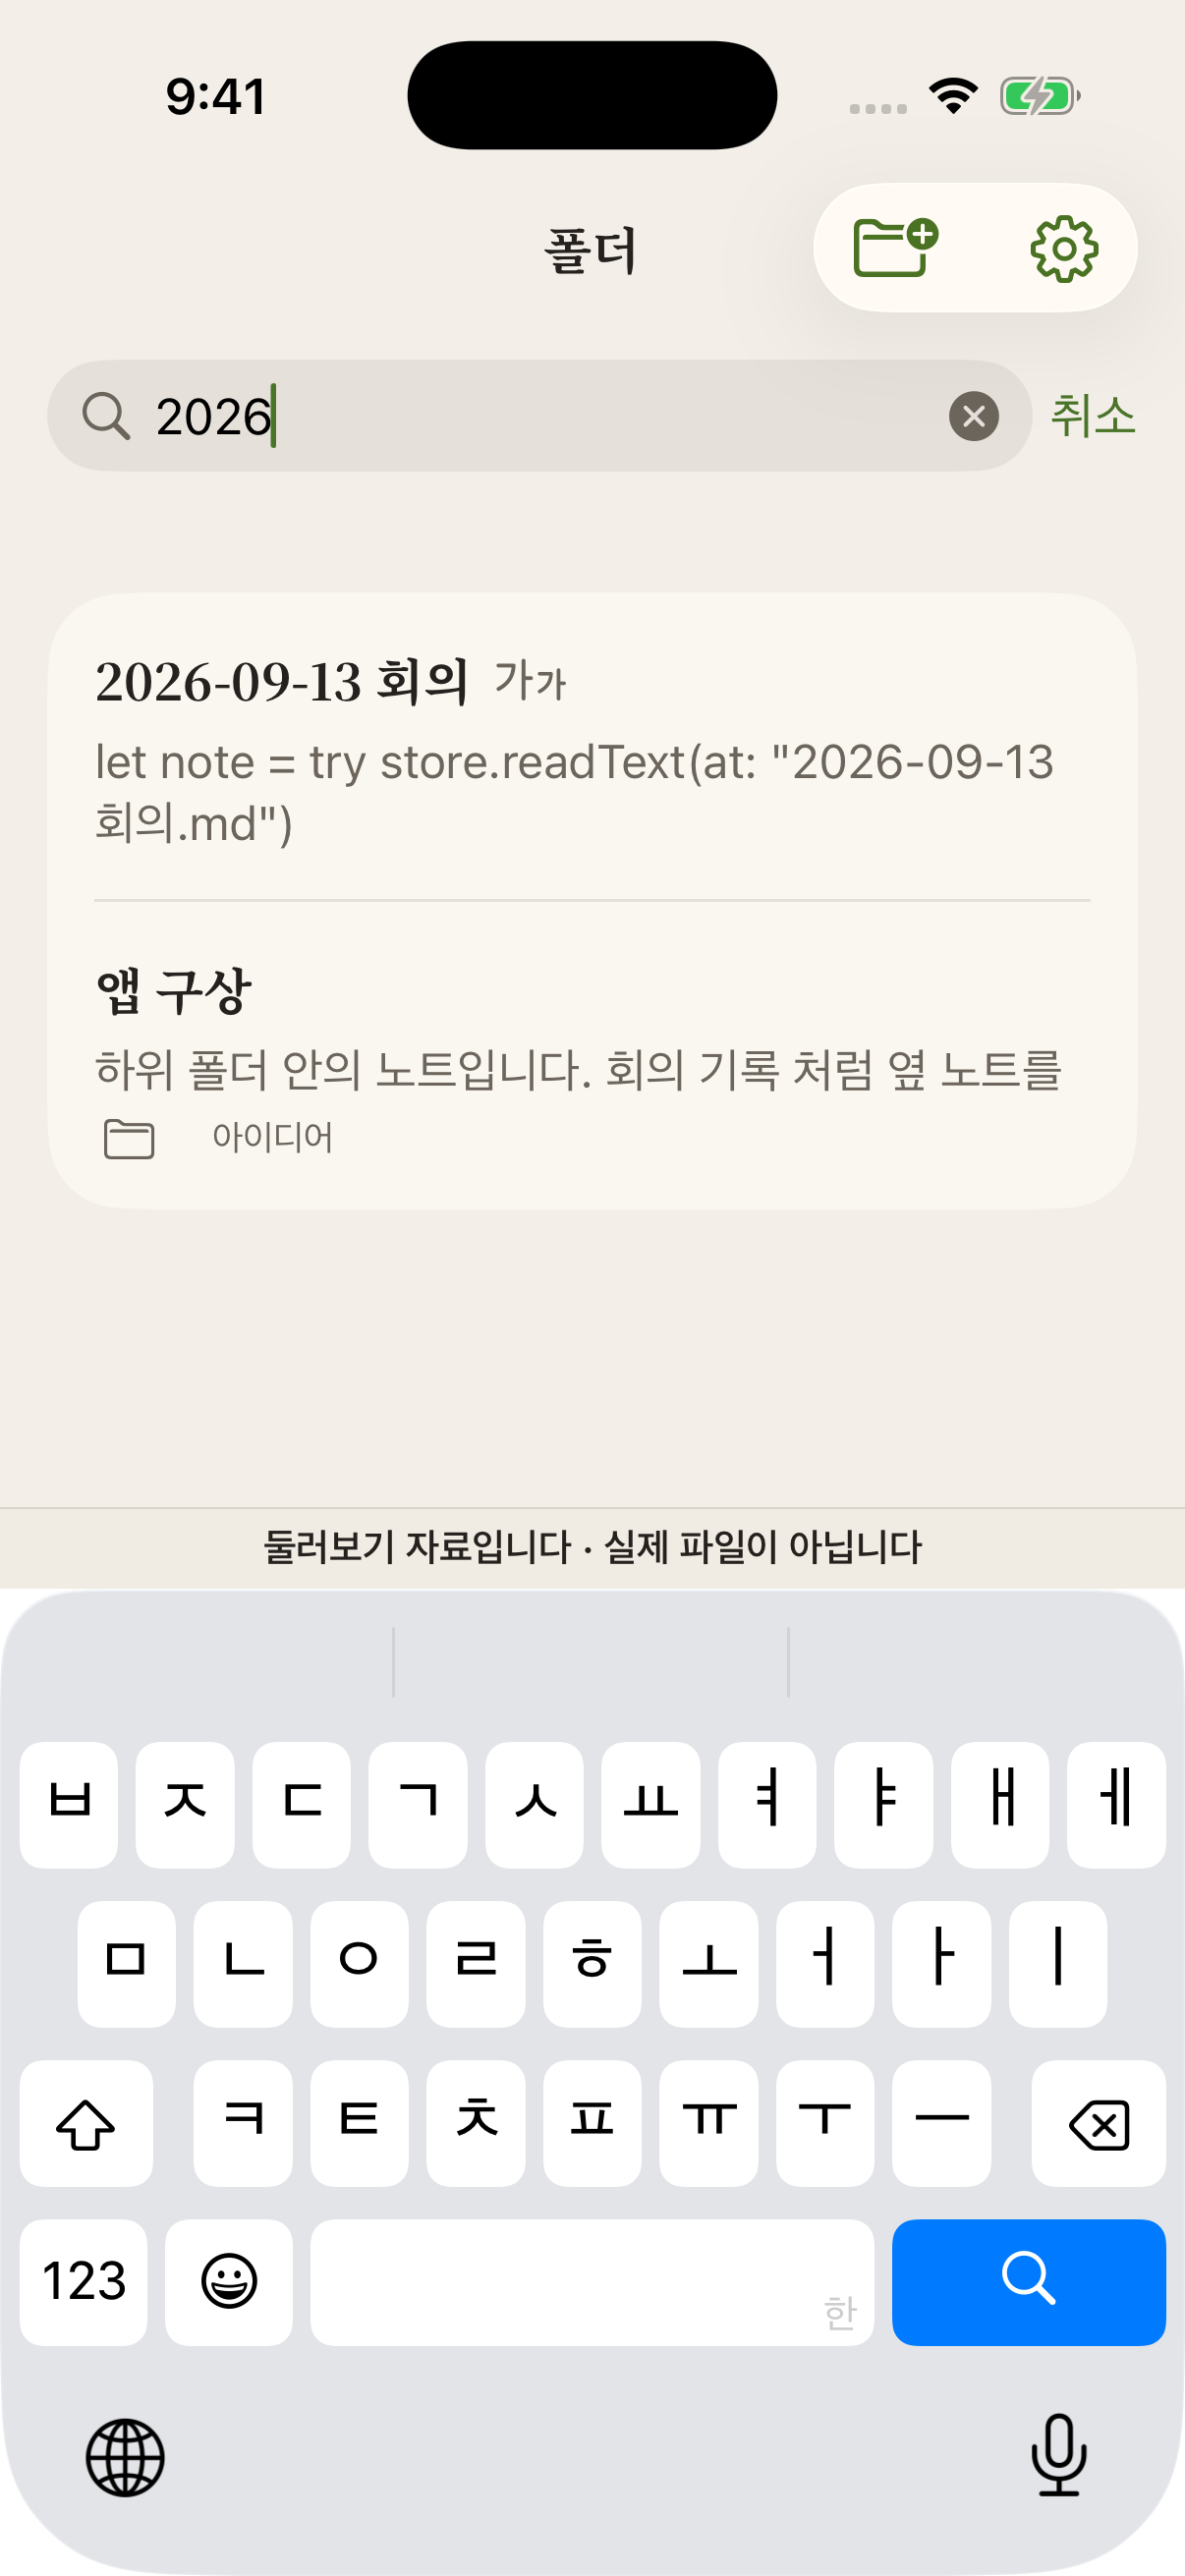 9:41
폴더
2026
취소
2026-09-13 회의 가가
let note = try store.readText(at: "2026-09-13
회의.md")
앱 구상
하위 폴더 안의 노트입니다. 회의 기록 처럼 옆 노트를
아이디어
둘러보기 자료입니다 · 실제 파일이 아닙니다
ㅂ ㅈ ㄷ ㄱ ㅅ ㅛ ㅕ ㅑ ㅐ ㅔ
ㅁ ㄴ ㅇ ㄹ ㅎ ㅗ ㅓ ㅏ ㅣ
ㅋ ㅌ ㅊ ㅍ ㅠ ㅜ ㅡ
123 한